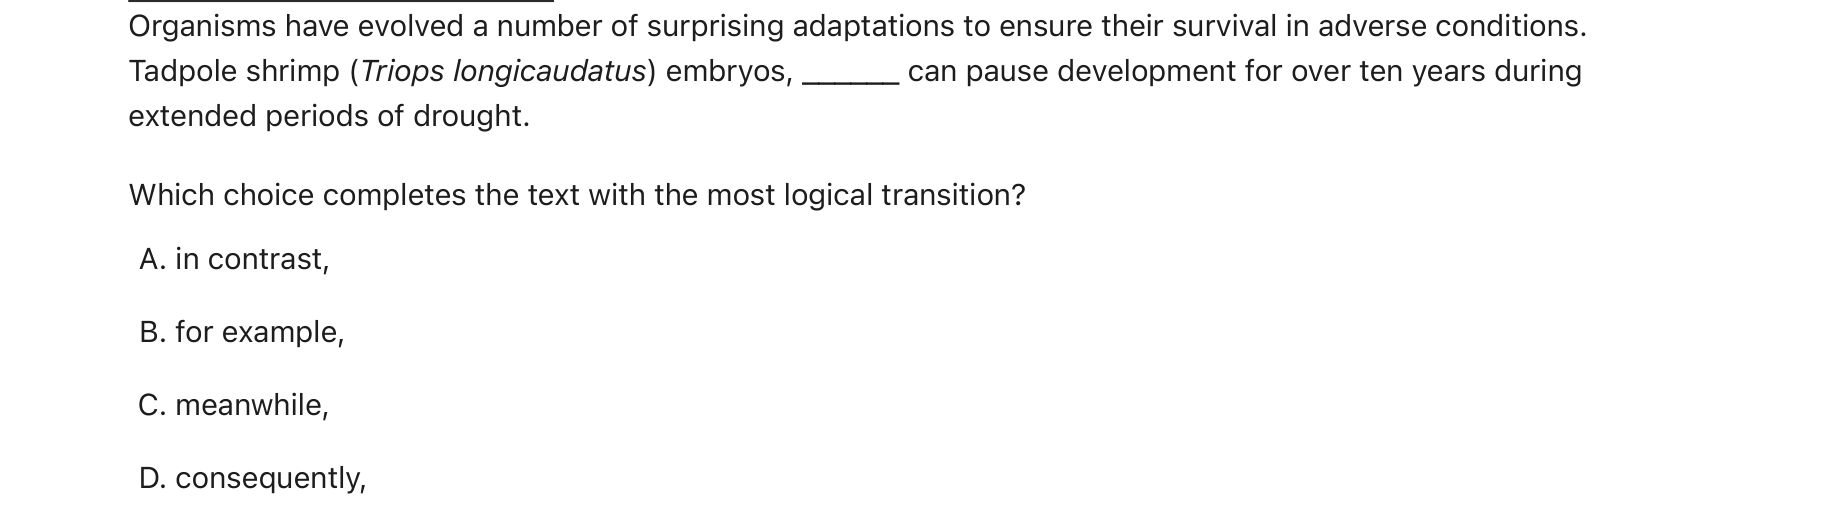 Organisms have evolved a number of surprising adaptations to ensure their survival in adverse conditions.
Tadpole shrimp (Triops longicaudatus) embryos, ______ can pause development for over ten years during
extended periods of drought.
Which choice completes the text with the most logical transition?
A. in contrast,
B. for example,
C. meanwhile,
D. consequently,